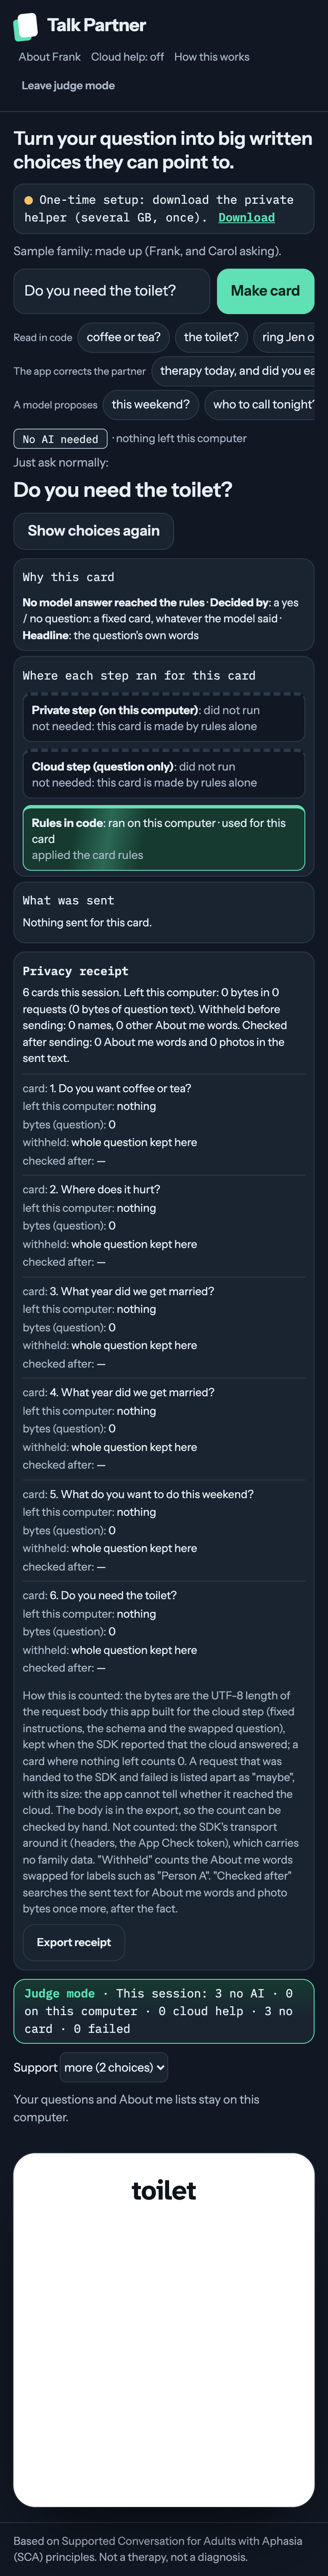 Talk Partner
About Frank Cloud help: off How this works
Leave judge mode
Turn your question into big written
choices they can point to.
One-time setup: download the private
helper (several GB, once). Download
Sample family: made up (Frank, and Carol asking).
Do you need the toilet? Make card
Read in code coffee or tea? the toilet? ring Jen o
The app corrects the partner therapy today, and did you ea
A model proposes this weekend? who to call tonight?
No AI needed · nothing left this computer
Just ask normally:
Do you need the toilet?
Show choices again
Why this card
No model answer reached the rules · Decided by: a yes
/ no question: a fixed card, whatever the model said ·
Headline: the question's own words
Where each step ran for this card
Private step (on this computer): did not run
not needed: this card is made by rules alone
Cloud step (question only): did not run
not needed: this card is made by rules alone
Rules in code: ran on this computer · used for this
card
applied the card rules
What was sent
Nothing sent for this card.
Privacy receipt
6 cards this session. Left this computer: 0 bytes in 0
requests (0 bytes of question text). Withheld before
sending: 0 names, 0 other About me words. Checked
after sending: 0 About me words and 0 photos in the
sent text.
card: 1. Do you want coffee or tea?
left this computer: nothing
bytes (question): 0
withheld: whole question kept here
checked after: —
card: 2. Where does it hurt?
left this computer: nothing
bytes (question): 0
withheld: whole question kept here
checked after: —
card: 3. What year did we get married?
left this computer: nothing
bytes (question): 0
withheld: whole question kept here
checked after: —
card: 4. What year did we get married?
left this computer: nothing
bytes (question): 0
withheld: whole question kept here
checked after: —
card: 5. What do you want to do this weekend?
left this computer: nothing
bytes (question): 0
withheld: whole question kept here
checked after: —
card: 6. Do you need the toilet?
left this computer: nothing
bytes (question): 0
withheld: whole question kept here
checked after: —
How this is counted: the bytes are the UTF-8 length of
the request body this app built for the cloud step (fixed
instructions, the schema and the swapped question),
kept when the SDK reported that the cloud answered; a
card where nothing left counts 0. A request that was
handed to the SDK and failed is listed apart as "maybe",
with its size: the app cannot tell whether it reached the
cloud. The body is in the export, so the count can be
checked by hand. Not counted: the SDK's transport
around it (headers, the App Check token), which carries
no family data. "Withheld" counts the About me words
swapped for labels such as "Person A". "Checked after"
searches the sent text for About me words and photo
bytes once more, after the fact.
Export receipt
Judge mode · This session: 3 no AI · 0
on this computer · 0 cloud help · 3 no
card · 0 failed
Support more (2 choices)
Your questions and About me lists stay on this
computer.
toilet
Based on Supported Conversation for Adults with Aphasia
(SCA) principles. Not a therapy, not a diagnosis.